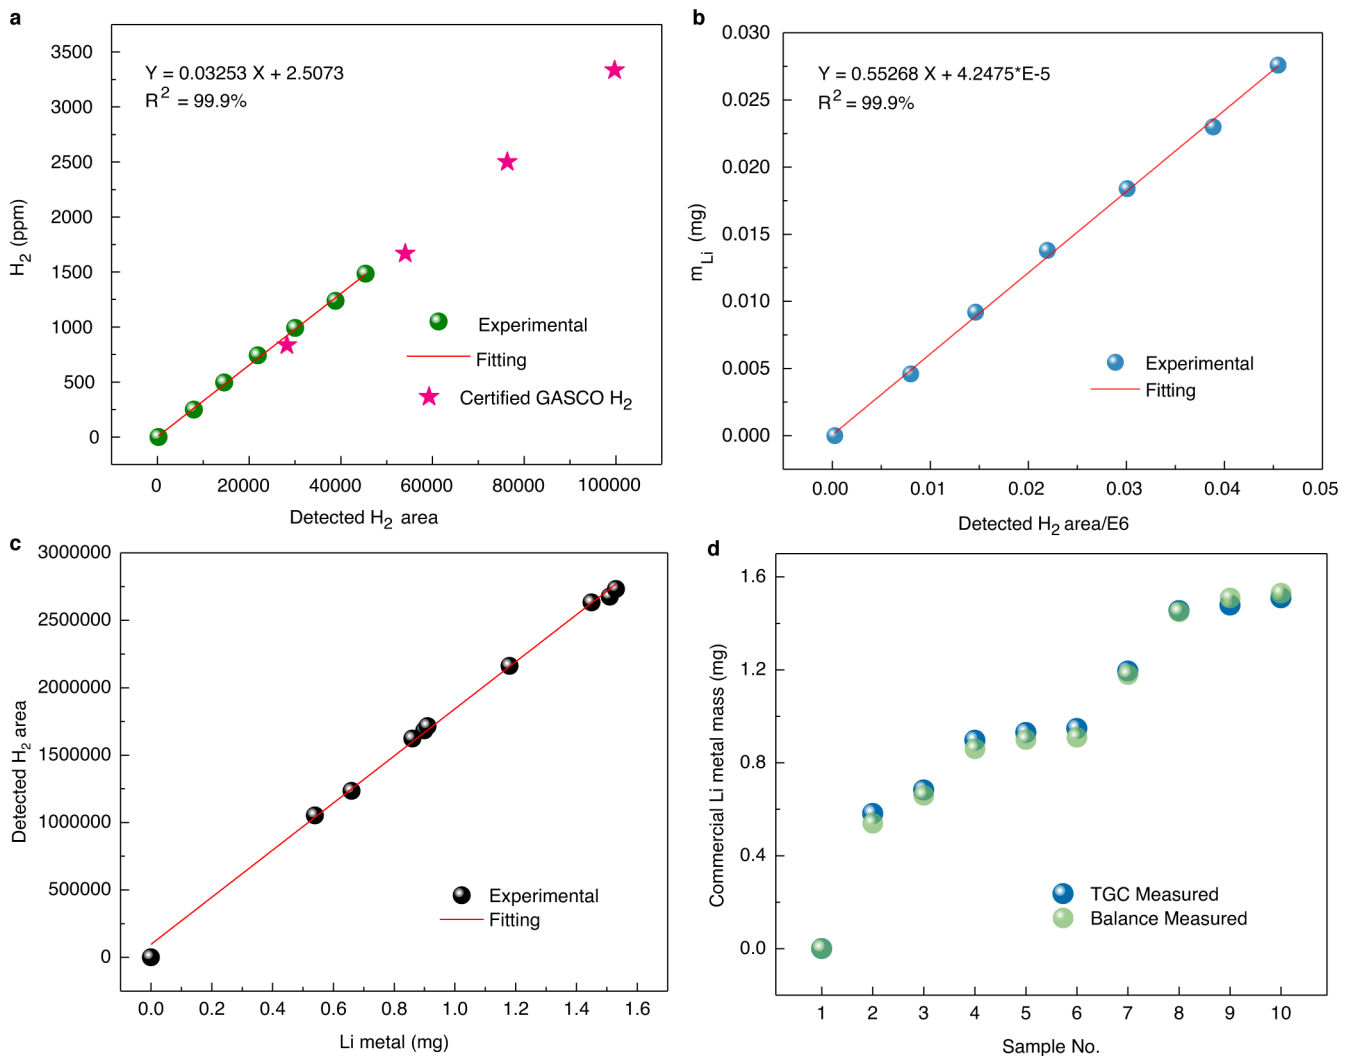 a
3500
3000
2500
2000
1500
1000
500
0
H2 (ppm)
Y = 0.03253 X + 2.5073
R2 = 99.9%
Experimental
Fitting
Certified GASCO H2
0 20000 40000 60000 80000 100000
Detected H2 area
b
0.030
0.025
0.020
0.015
0.010
0.005
0.000
mLi (mg)
Y = 0.55268 X + 4.2475*E-5
R2 = 99.9%
Experimental
Fitting
0.00 0.01 0.02 0.03 0.04 0.05
Detected H2 area/E6
c
3000000
2500000
2000000
1500000
1000000
500000
0
Detected H2 area
Experimental
Fitting
0.0 0.2 0.4 0.6 0.8 1.0 1.2 1.4 1.6
Li metal (mg)
d
1.6
1.2
0.8
0.4
0.0
Commercial Li metal mass (mg)
TGC Measured
Balance Measured
1 2 3 4 5 6 7 8 9 10
Sample No.